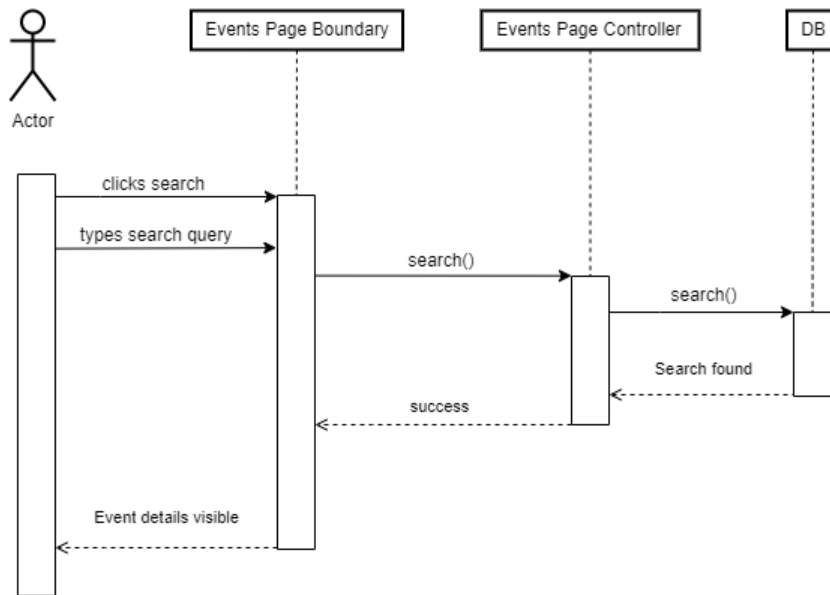 Events Page Boundary
Events Page Controller
DB
Actor
clicks search
types search query
search()
search()
Search found
success
Event details visible